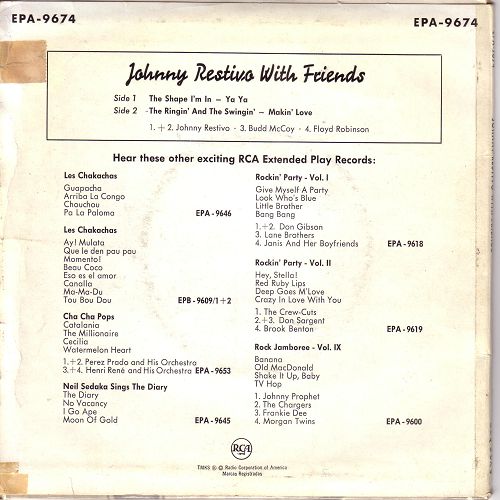 EPA-9674
EPA-9674
Johnny Restivo With Friends
Side 1 The Shape I'm In – Ya Ya
Side 2 -The Ringin' And The Swingin' – Makin' Love
1. + 2. Johnny Restivo · 3. Budd McCoy · 4. Floyd Robinson
Hear these other exciting RCA Extended Play Records:
Les Chakachas
Guapacha
Arriba La Congo
Chouchou
Pa La Paloma EPA - 9646
Les Chakachas
Ay! Mulata
Que le den pau pau
Momento!
Beau Coco
Eso es el amor
Canolla
Ma-Ma-Du
Tou Bou Dou EPB - 9609/1+2
Cha Cha Pops
Catalania
The Millionaire
Cecilia
Watermelon Heart
1.+2. Perez Prado and His Orchestra
3.+4. Henri René and His Orchestra EPA - 9653
Neil Sedaka Sings The Diary
The Diary
No Vacancy
I Go Ape
Moon Of Gold EPA - 9645
Rockin' Party - Vol. I
Give Myself A Party
Look Who's Blue
Little Brother
Bang Bang
1.+2. Don Gibson
3. Lane Brothers
4. Janis And Her Boyfriends EPA - 9618
Rockin' Party - Vol. II
Hey, Stella!
Red Ruby Lips
Deep Goes M'Love
Crazy In Love With You
1. The Crew-Cuts
2.+3. Don Sargent
4. Brook Benton EPA - 9619
Rock Jamboree - Vol. IX
Banana
Old MacDonald
Shake It Up, Baby
TV Hop
1. Johnny Prophet
2. The Chargers
3. Frankie Dee
4. Morgan Twins EPA - 9600
RCA
TMKS ® © Radio Corporation of America
Marcas Registradas